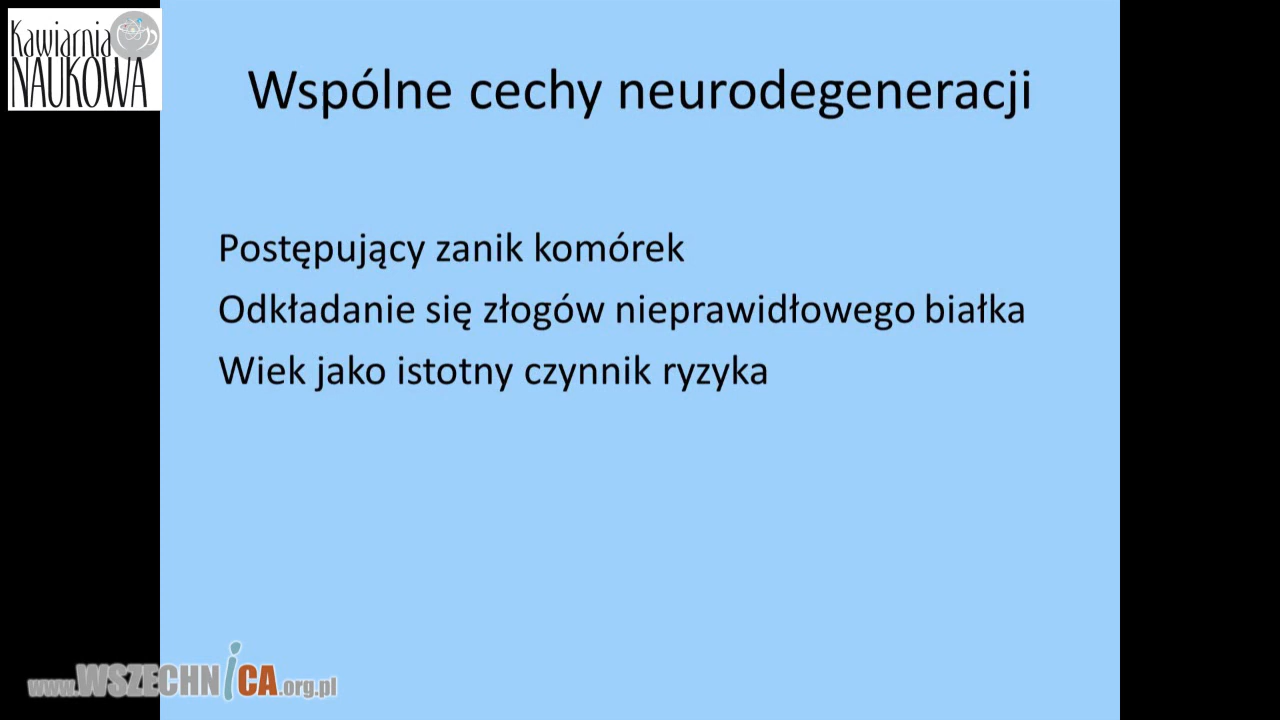 Kawiarnia
NAUKOWA
Wspólne cechy neurodegeneracji
Postępujący zanik komórek
Odkładanie się złogów nieprawidłowego białka
Wiek jako istotny czynnik ryzyka
www.WSZECHNiCA.org.pl